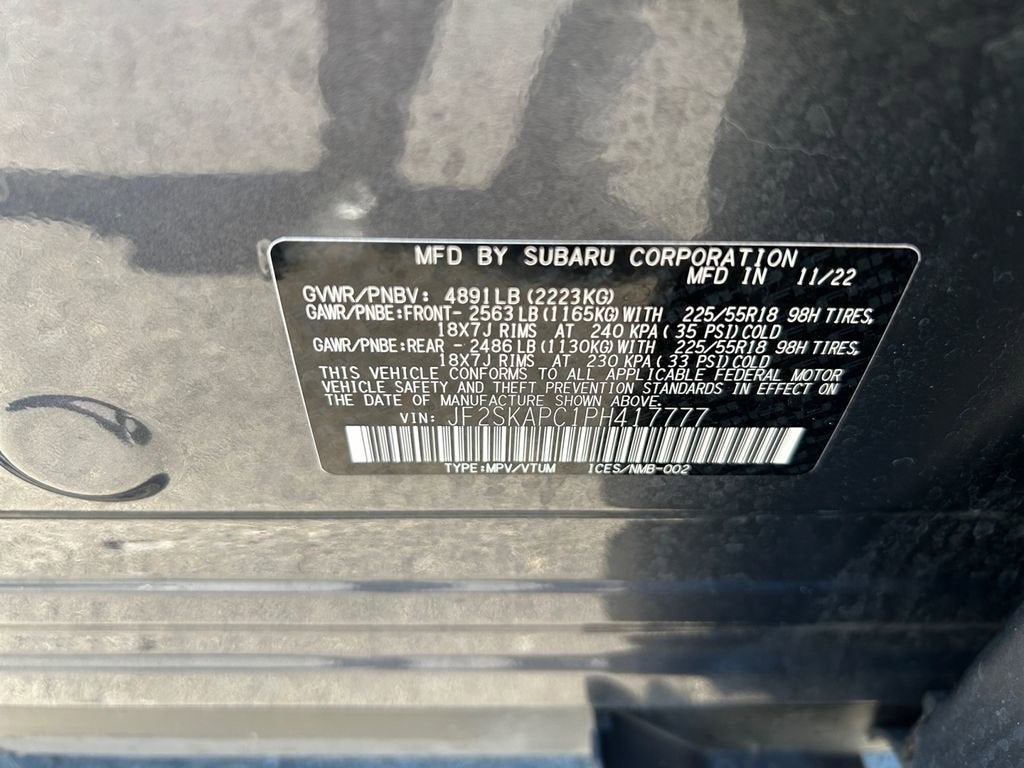 MFD BY SUBARU CORPORATION
MFD IN 11/22
GVWR/PNBV: 4891LB(2223KG)
GAWR/PNBE:FRONT- 2563LB(1165KG)WITH 225/55R18 98H TIRES,
18X7J RIMS AT 240 KPA(35 PSI)COLD
GAWR/PNBE:REAR - 2486LB(1130KG)WITH 225/55R18 98H TIRES,
18X7J RIMS AT 230 KPA(33 PSI)COLD
THIS VEHICLE CONFORMS TO ALL APPLICABLE FEDERAL MOTOR
VEHICLE SAFETY AND THEFT PREVENTION STANDARDS IN EFFECT ON
THE DATE OF MANUFACTURE SHOWN ABOVE.
VIN: JF2SKAPC1PH417777
TYPE:MPV/VTUM ICES/NMB-002